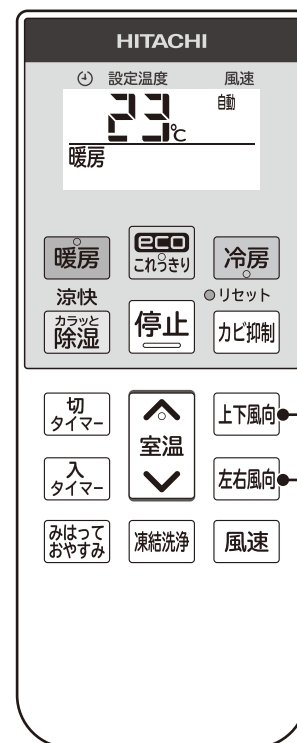 HITACHI
設定温度 風速
23℃ 自動
暖房
暖房 eco これっきり 冷房
涼快 リセット
カラッと 除湿 停止 カビ抑制
切タイマー 上下風向
室温
入タイマー 左右風向
みはっておやすみ 凍結洗浄 風速